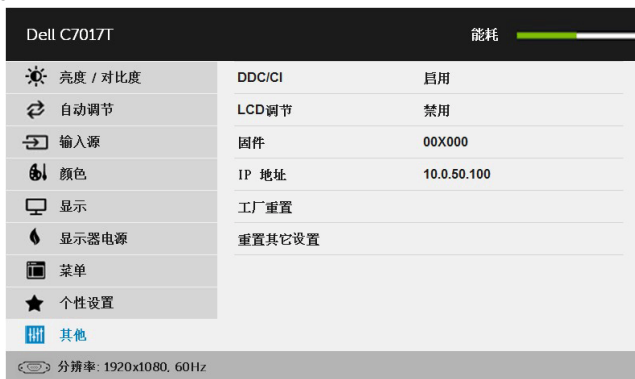 Dell C7017T 能耗
亮度 / 对比度 DDC/CI 启用
自动调节 LCD调节 禁用
输入源 固件 00X000
颜色 IP 地址 10.0.50.100
显示 工厂重置
显示器电源 重置其它设置
菜单
个性设置
其他
分辨率: 1920x1080, 60Hz